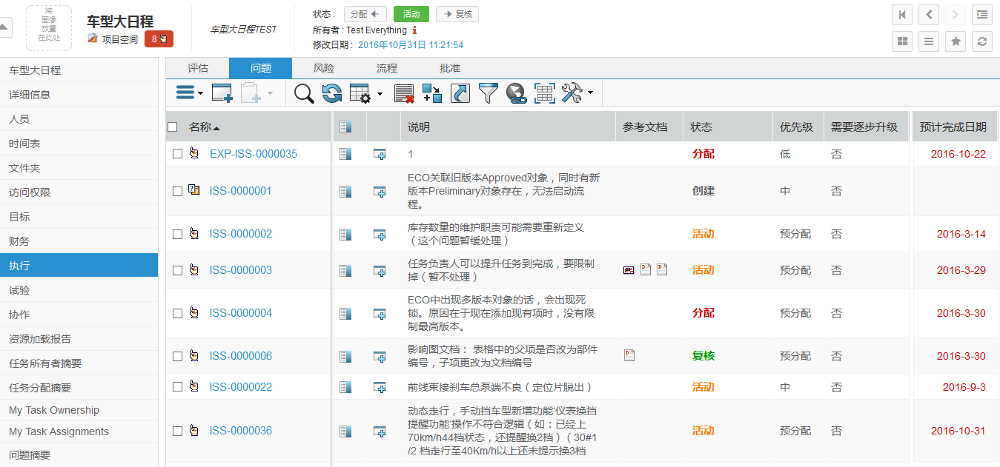 将
图像
放置
在此处
车型大日程
项目空间 8
车型大日程TEST
状态 : 分配 活动 复核
所有者 : Test Everything
修改日期 : 2016年10月31日 11:21:54
车型大日程
详细信息
人员
时间表
文件夹
访问权限
目标
财务
执行
试验
协作
资源加载报告
任务所有者摘要
任务分配摘要
My Task Ownership
My Task Assignments
问题摘要
评估 问题 风险 流程 批准
名称 说明 参考文档 状态 优先级 需要逐步升级 预计完成日期
EXP-ISS-0000035 1 分配 低 否 2016-10-22
ECO关联旧版本Approved对象，同时有新
ISS-0000001 版本Preliminary对象存在，无法启动流 创建 中 否
程。
库存数量的维护职责可能需要重新定义
ISS-0000002 活动 预分配 否 2016-3-14
（这个问题暂缓处理）
任务负责人可以提升任务到完成，要限制
ISS-0000003 活动 预分配 否 2016-3-29
掉（暂不处理）
ECO中出现多版本对象的话，会出现死
ISS-0000004 锁。原因在于现在添加现有项时，没有限 分配 预分配 否 2016-3-30
制最高版本。
影响图文档： 表格中的父项是否改为部件
ISS-0000006 复核 预分配 否 2016-3-30
编号，子项更改为文档编号
ISS-0000022 前线束接刹车总泵端不良（定位片脱出） 活动 中 否 2016-9-3
动态走行，手动挡车型新增功能‘仪表换挡
提醒功能’操作不符合逻辑（如：已经上
ISS-0000036 活动 预分配 否 2016-10-31
70km/h44档状态，还提醒换2档）（30#1
/2 档走行至40Km/h以上还未提示换3档